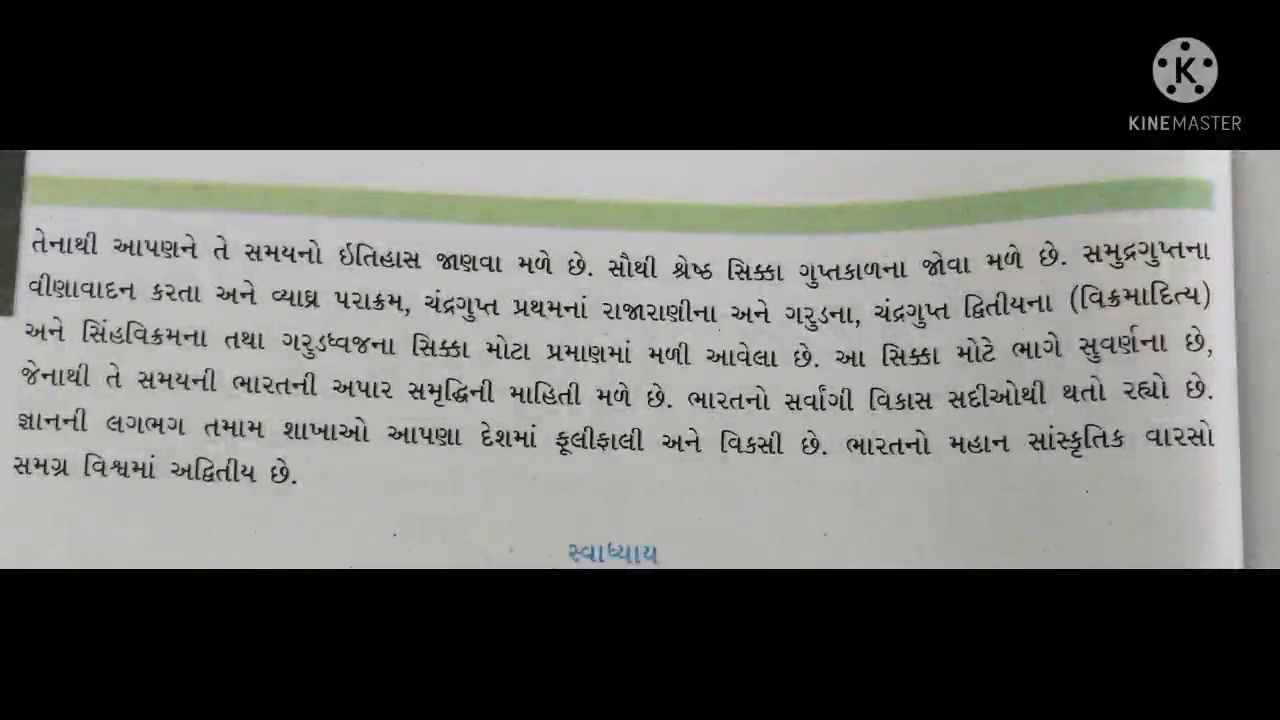 K
KINEMASTER
તેનાથી આપણને તે સમયનો ઇતિહાસ જાણવા મળે છે. સૌથી શ્રેષ્ઠ સિક્કા ગુપ્તકાળના જોવા મળે છે. સમુદ્રગુપ્તના
વીણાવાદન કરતા અને વ્યાઘ્ર પરાક્રમ, ચંદ્રગુપ્ત પ્રથમનાં રાજારાણીના અને ગરુડના, ચંદ્રગુપ્ત દ્વિતીયના (વિક્રમાદિત્ય)
અને સિંહવિક્રમના તથા ગરુડધ્વજના સિક્કા મોટા પ્રમાણમાં મળી આવેલા છે. આ સિક્કા મોટે ભાગે સુવર્ણના છે,
જેનાથી તે સમયની ભારતની અપાર સમૃદ્ધિની માહિતી મળે છે. ભારતનો સર્વાંગી વિકાસ સદીઓથી થતો રહ્યો છે.
જ્ઞાનની લગભગ તમામ શાખાઓ આપણા દેશમાં ફૂલીફાલી અને વિકસી છે. ભારતનો મહાન સાંસ્કૃતિક વારસો
સમગ્ર વિશ્વમાં અદ્વિતીય છે.
સ્વાધ્યાય